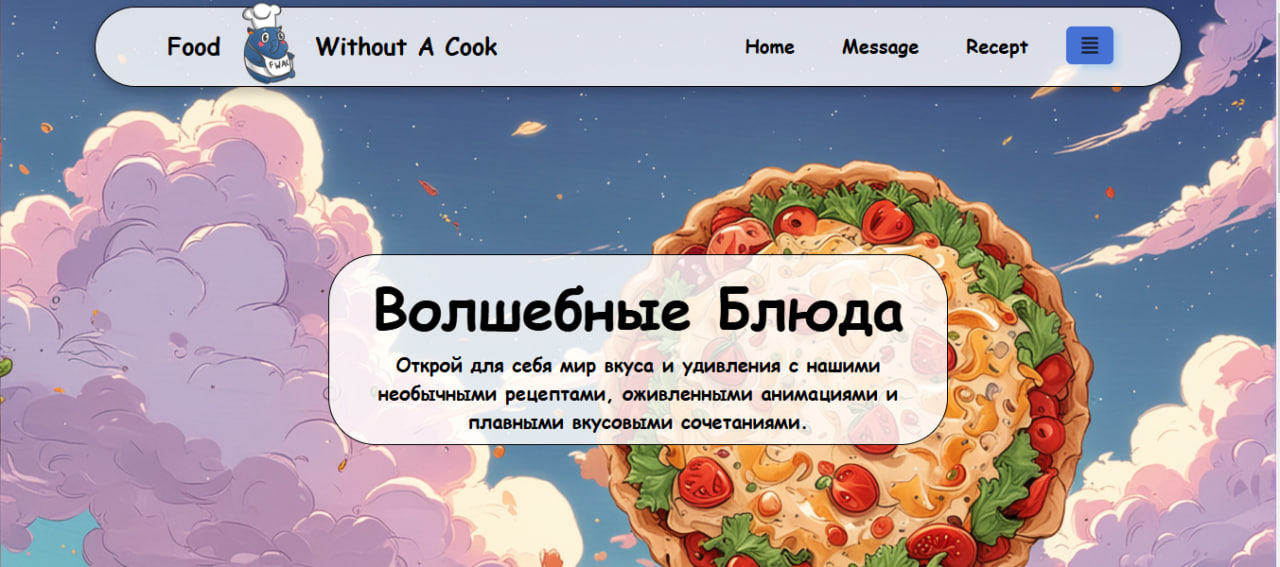 Food Without A Cook Home Message Recept
FWAC
Волшебные Блюда
Открой для себя мир вкуса и удивления с нашими
необычными рецептами, оживленными анимациями и
плавными вкусовыми сочетаниями.